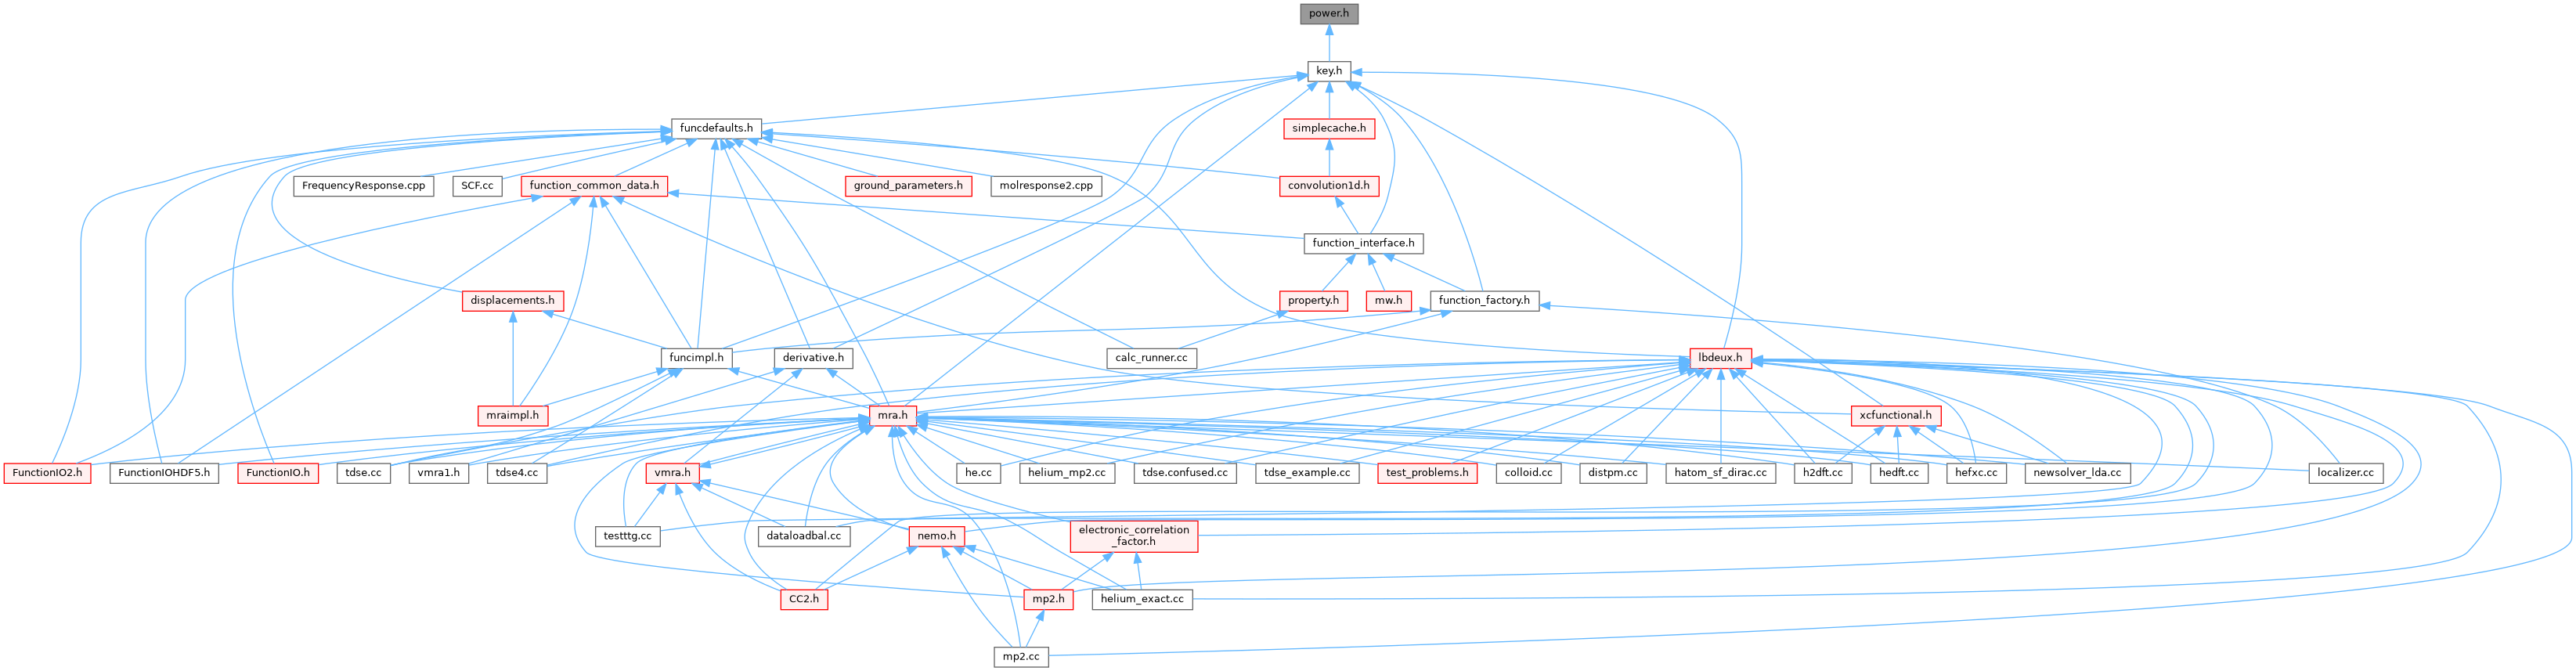 power.h
key.h
funcdefaults.h
simplecache.h
FrequencyResponse.cpp
SCF.cc
function_common_data.h
ground_parameters.h
molresponse2.cpp
convolution1d.h
function_interface.h
displacements.h
property.h
mw.h
function_factory.h
funcimpl.h
derivative.h
calc_runner.cc
lbdeux.h
mraimpl.h
mra.h
xcfunctional.h
FunctionIO2.h
FunctionIOHDF5.h
FunctionIO.h
tdse.cc
vmra1.h
tdse4.cc
vmra.h
he.cc
helium_mp2.cc
tdse.confused.cc
tdse_example.cc
test_problems.h
colloid.cc
distpm.cc
hatom_sf_dirac.cc
h2dft.cc
hedft.cc
hefxc.cc
newsolver_lda.cc
localizer.cc
testttg.cc
dataloadbal.cc
nemo.h
electronic_correlation
_factor.h
CC2.h
mp2.h
helium_exact.cc
mp2.cc